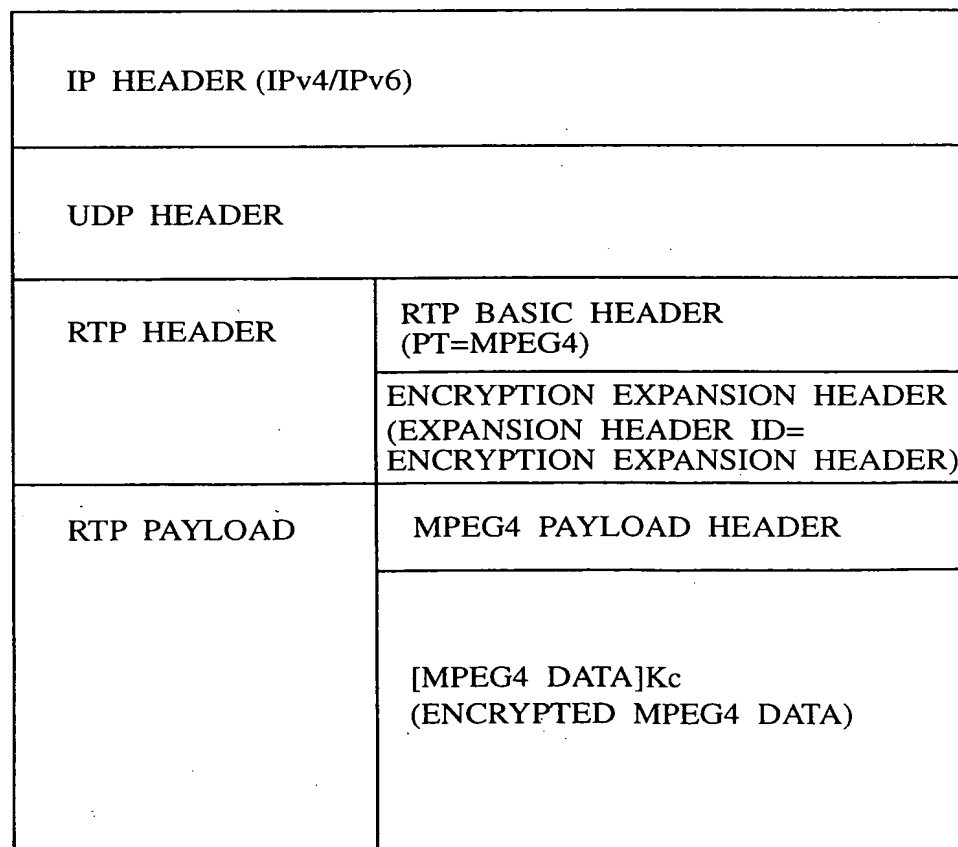 IP HEADER (IPv4/IPv6)
UDP HEADER
RTP HEADER
RTP BASIC HEADER
(PT=MPEG4)
ENCRYPTION EXPANSION HEADER
(EXPANSION HEADER ID=
ENCRYPTION EXPANSION HEADER)
RTP PAYLOAD
MPEG4 PAYLOAD HEADER
[MPEG4 DATA]Kc
(ENCRYPTED MPEG4 DATA)